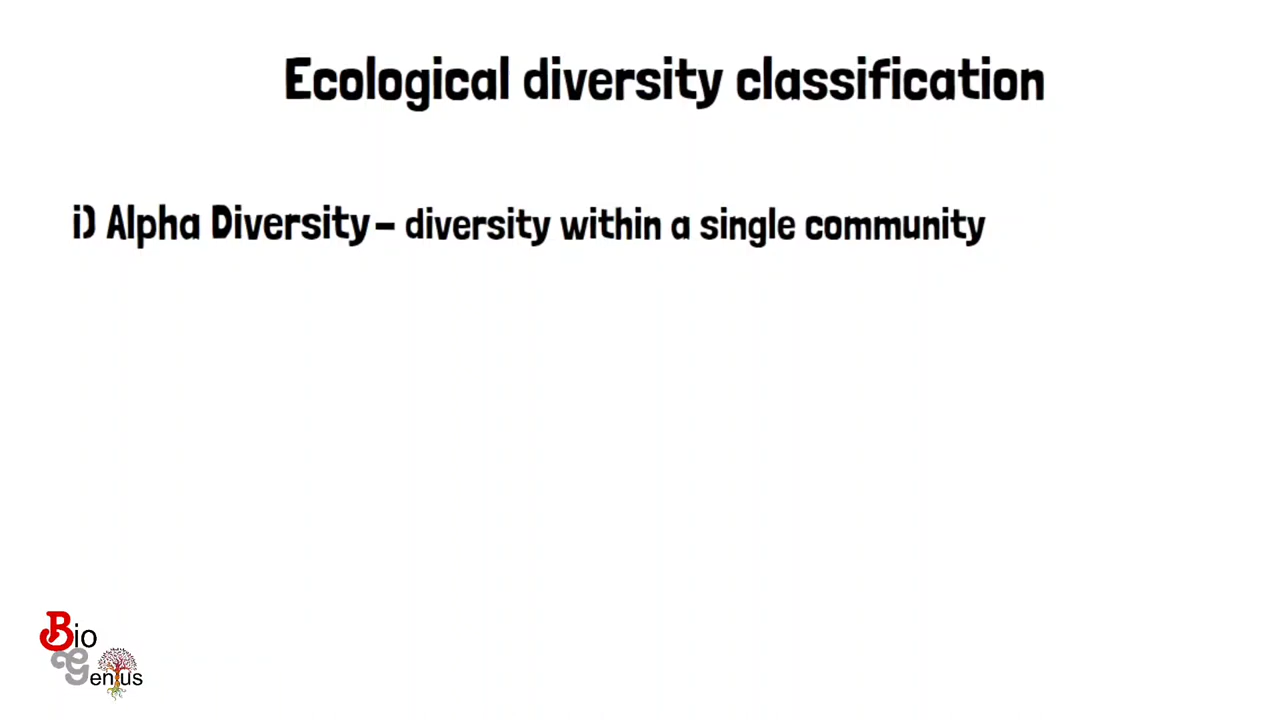 Ecological diversity classification
i) Alpha Diversity – diversity within a single community
Bio
Genius